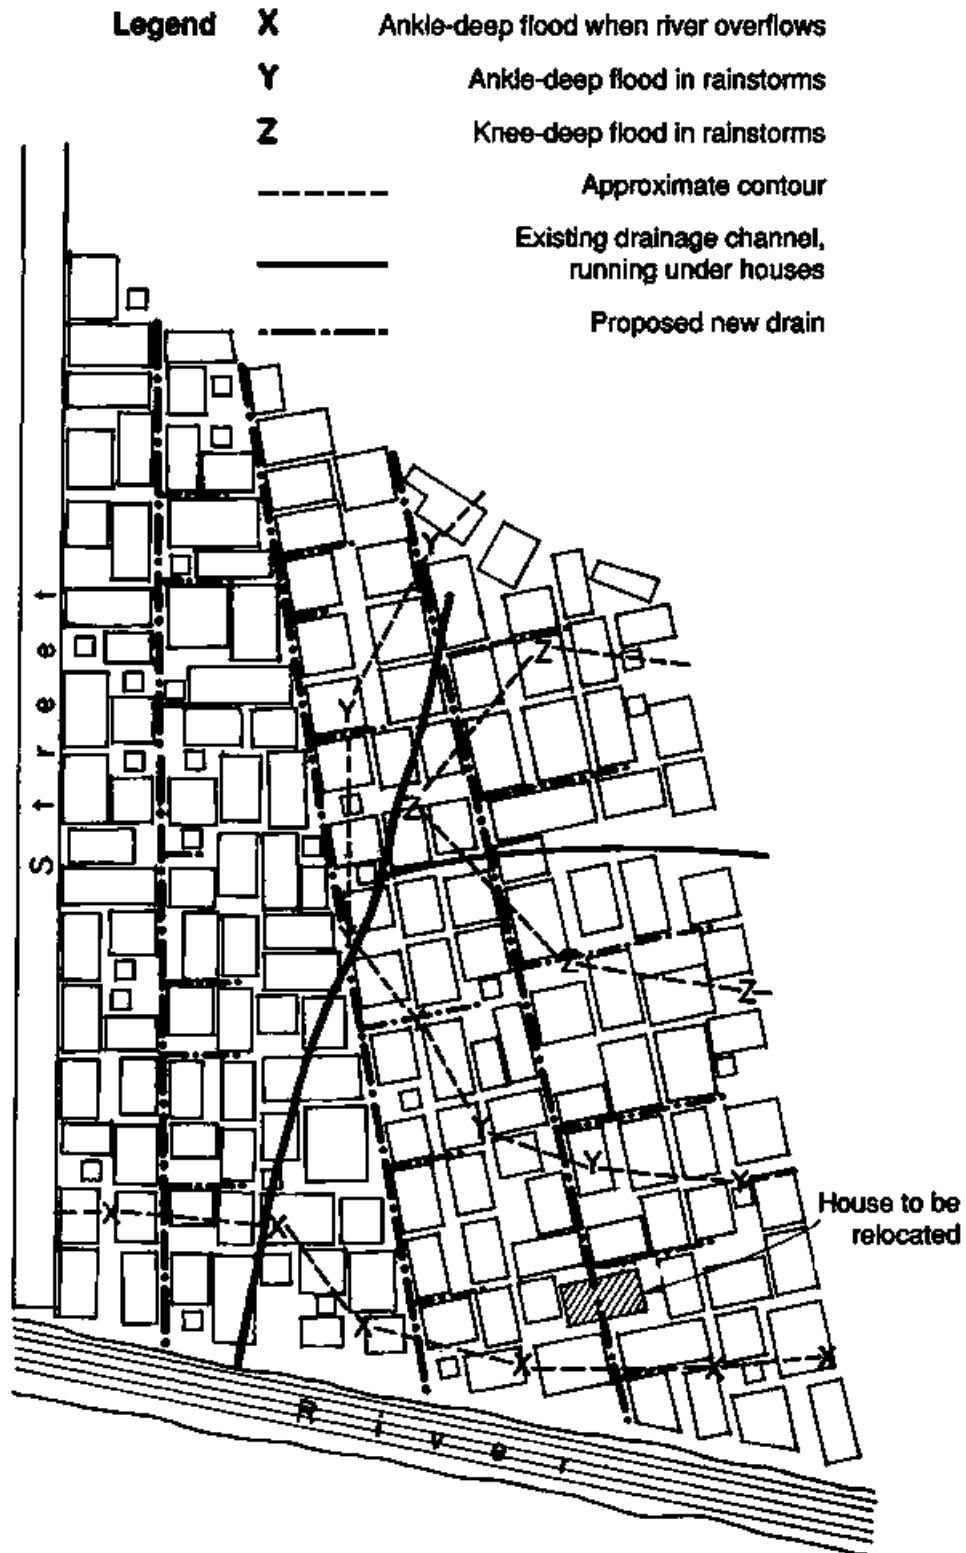 Legend X Ankle-deep flood when river overflows
Y Ankle-deep flood in rainstorms
Z Knee-deep flood in rainstorms
Approximate contour
Existing drainage channel,
running under houses
Proposed new drain
Street
Y
Z
Y
Z
Z
Z
Y
Y
Y
X
X
House to be
relocated
X
X
X
X
River